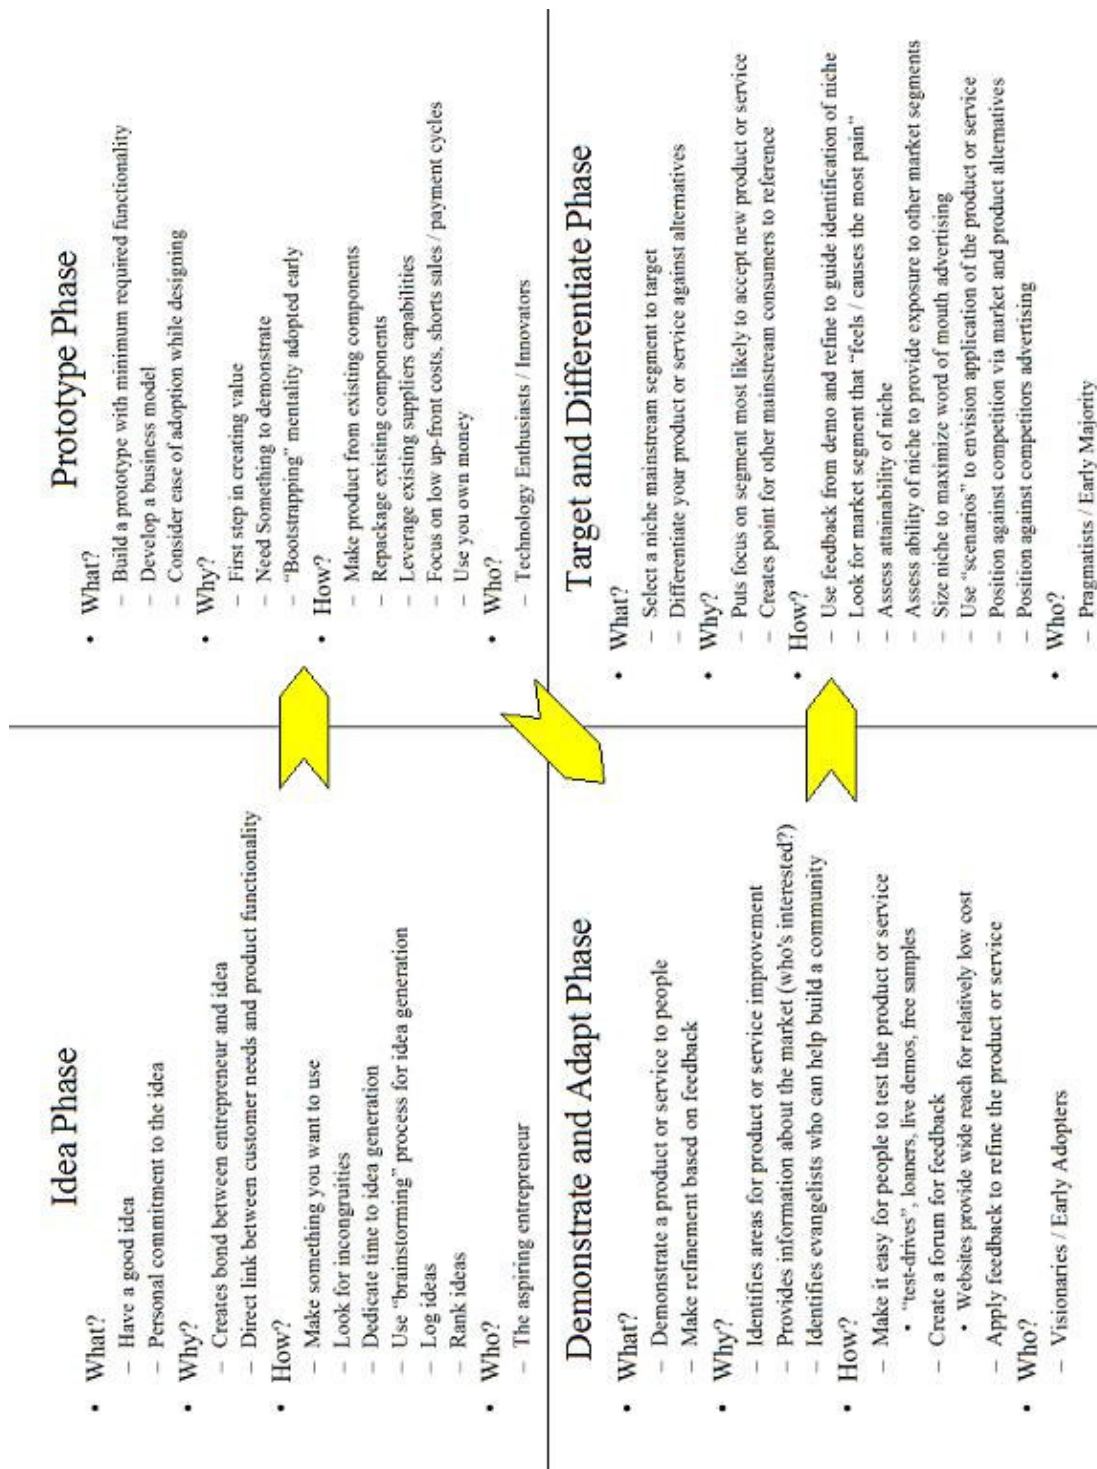 Idea Phase
• What?
– Have a good idea
– Personal commitment to the idea
• Why?
– Creates bond between entrepreneur and idea
– Direct link between customer needs and product functionality
• How?
– Make something you want to use
– Look for incongruities
– Dedicate time to idea generation
– Use "brainstorming" process for idea generation
– Log ideas
– Rank ideas
• Who?
– The aspiring entrepreneur
Prototype Phase
• What?
– Build a prototype with minimum required functionality
– Develop a business model
– Consider ease of adoption while designing
• Why?
– First step in creating value
– Need Something to demonstrate
– "Bootstrapping" mentality adopted early
• How?
– Make product from existing components
– Repackage existing components
– Leverage existing suppliers capabilities
– Focus on low up-front costs, shorts sales / payment cycles
– Use you own money
• Who?
– Technology Enthusiasts / Innovators
Demonstrate and Adapt Phase
• What?
– Demonstrate a product or service to people
– Make refinement based on feedback
• Why?
– Identifies areas for product or service improvement
– Provides information about the market (who's interested?)
– Identifies evangelists who can help build a community
• How?
– Make it easy for people to test the product or service
• "test-drives", loaners, live demos, free samples
– Create a forum for feedback
• Websites provide wide reach for relatively low cost
– Apply feedback to refine the product or service
• Who?
– Visionaries / Early Adopters
Target and Differentiate Phase
• What?
– Select a niche mainstream segment to target
– Differentiate your product or service against alternatives
• Why?
– Puts focus on segment most likely to accept new product or service
– Creates point for other mainstream consumers to reference
• How?
– Use feedback from demo and refine to guide identification of niche
– Look for market segment that "feels / causes the most pain"
– Assess attainability of niche
– Assess ability of niche to provide exposure to other market segments
– Size niche to maximize word of mouth advertising
– Use "scenarios" to envision application of the product or service
– Position against competition via market and product alternatives
– Position against competitors advertising
• Who?
– Pragmatists / Early Majority